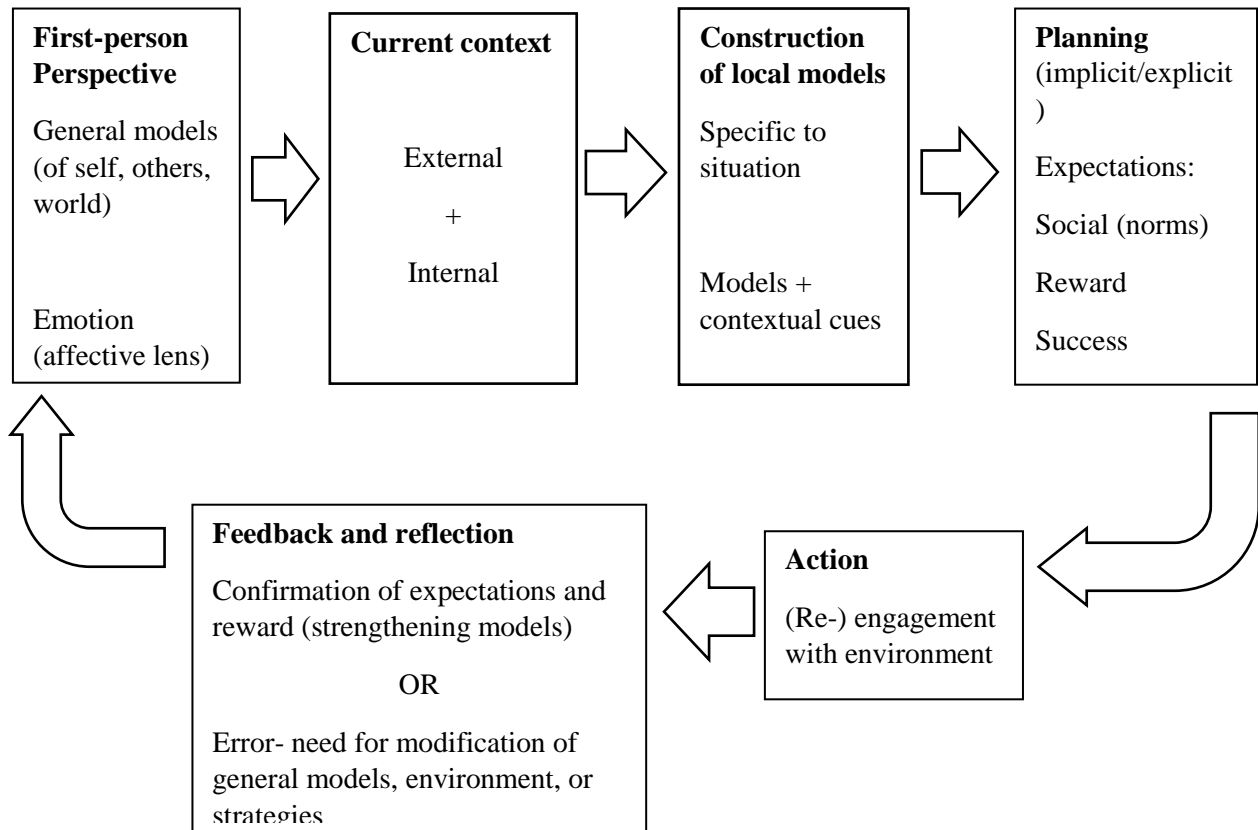 First-person
Perspective
General models
(of self, others,
world)
Emotion
(affective lens)
Current context
External
+
Internal
Construction
of local models
Specific to
situation
Models +
contextual cues
Planning
(implicit/explicit
)
Expectations:
Social (norms)
Reward
Success
Action
(Re-) engagement
with environment
Feedback and reflection
Confirmation of expectations and
reward (strengthening models)
OR
Error- need for modification of
general models, environment, or
strategies